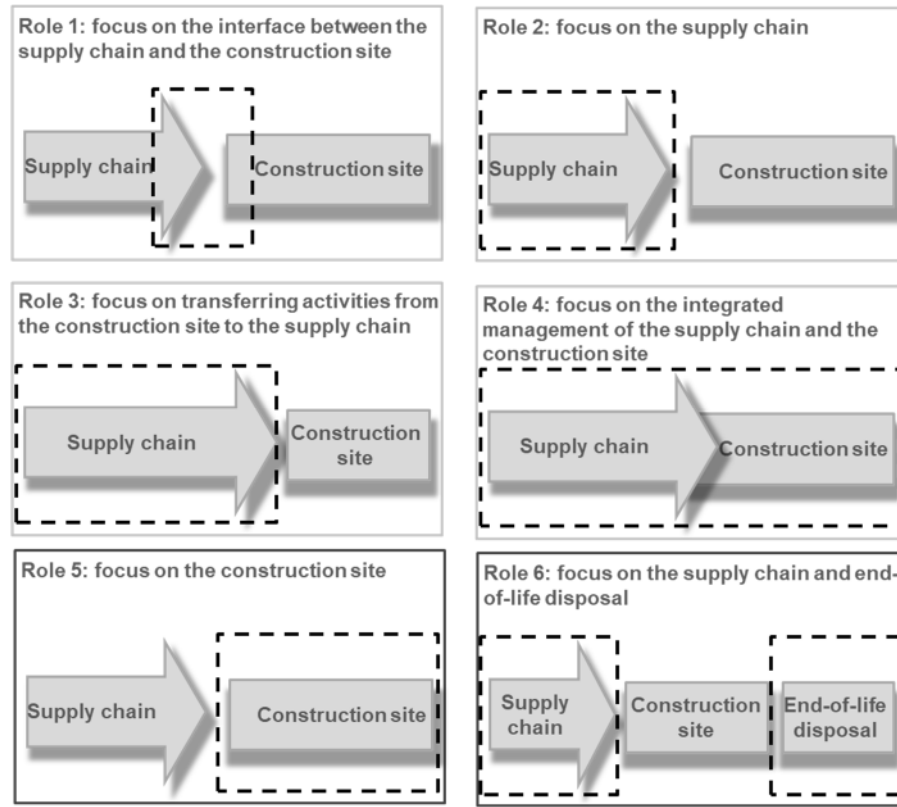 Role 1: focus on the interface between the
supply chain and the construction site
Supply chain
Construction site
Role 2: focus on the supply chain
Supply chain
Construction site
Role 3: focus on transferring activities from
the construction site to the supply chain
Supply chain
Construction
site
Role 4: focus on the integrated
management of the supply chain and the
construction site
Supply chain
Construction site
Role 5: focus on the construction site
Supply chain
Construction site
Role 6: focus on the supply chain and end-
of-life disposal
Supply
chain
Construction
site
End-of-life
disposal